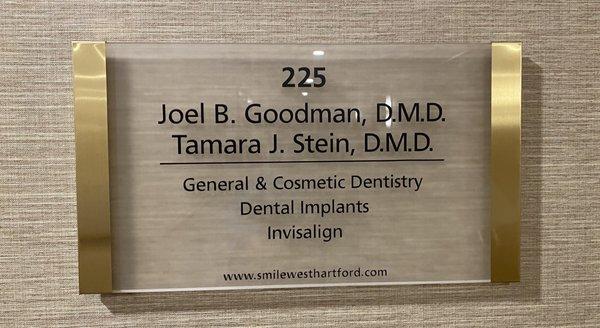 225
Joel B. Goodman, D.M.D.
Tamara J. Stein, D.M.D.
General & Cosmetic Dentistry
Dental Implants
Invisalign
www.smilewesthartford.com